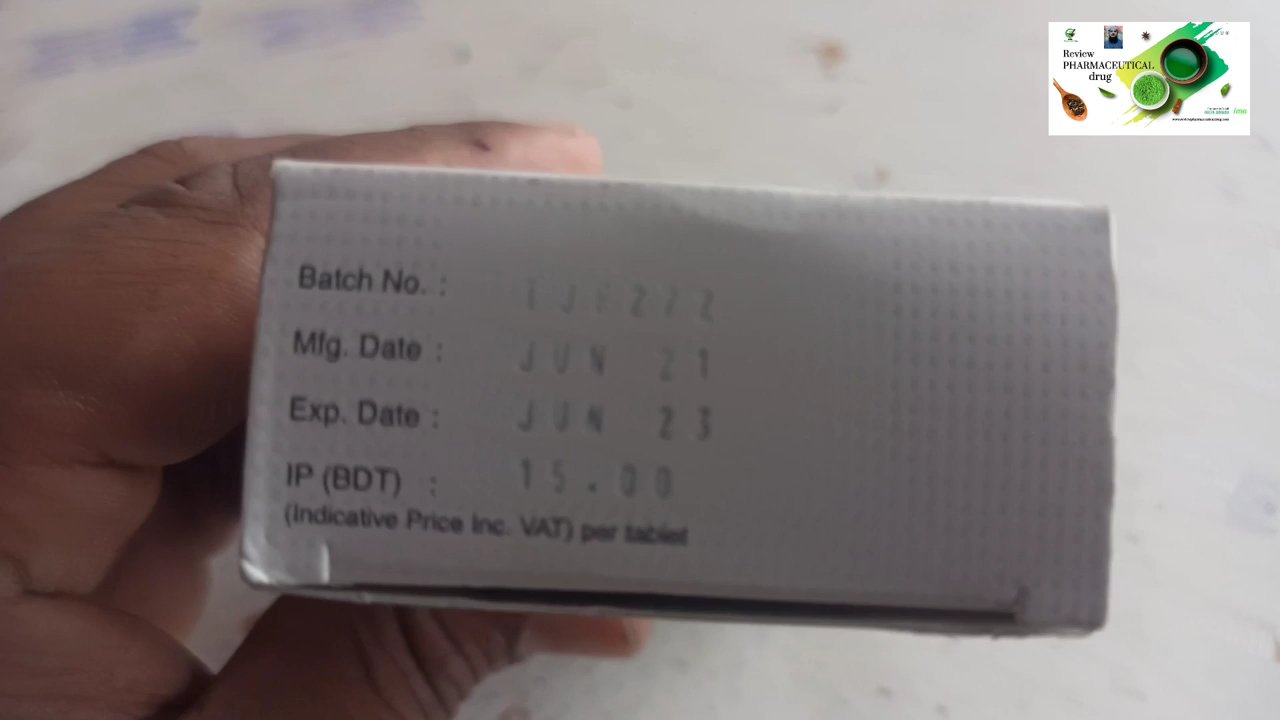 Review
PHARMACEUTICAL
drug
Batch No. :
Mfg. Date : JUN 21
Exp. Date : JUN 23
IP (BDT) : 15.00
(Indicative Price Inc. VAT) per tablet